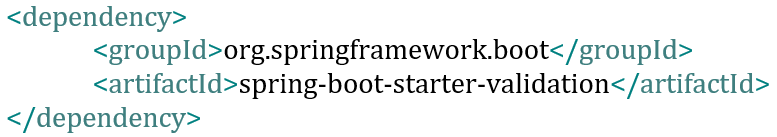 <dependency>
<groupId>org.springframework.boot</groupId>
<artifactId>spring-boot-starter-validation</artifactId>
</dependency>